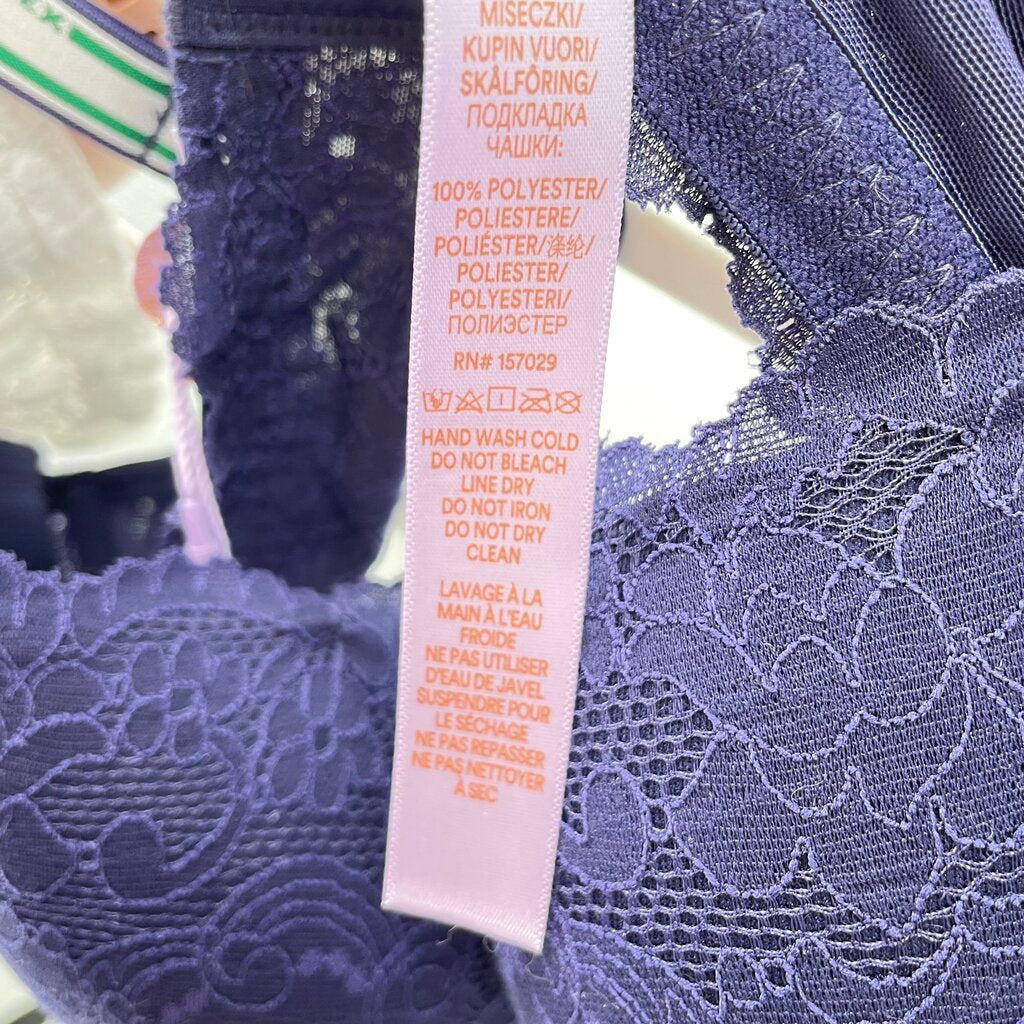 MISECZKI/
KUPIN VUORI/
SKÅLFÔRING/
ПОДКЛАДКА
ЧАШКИ:
100% POLYESTER/
POLIESTERE/
POLIÉSTER/涤纶/
POLIESTER/
POLYESTERI/
ПОЛИЭСТЕР
RN# 157029
HAND WASH COLD
DO NOT BLEACH
LINE DRY
DO NOT IRON
DO NOT DRY
CLEAN
LAVAGE À LA
MAIN À L'EAU
FROIDE
NE PAS UTILISER
D'EAU DE JAVEL
SUSPENDRE POUR
LE SÉCHAGE
NE PAS REPASSER
NE PAS NETTOYER
À SEC